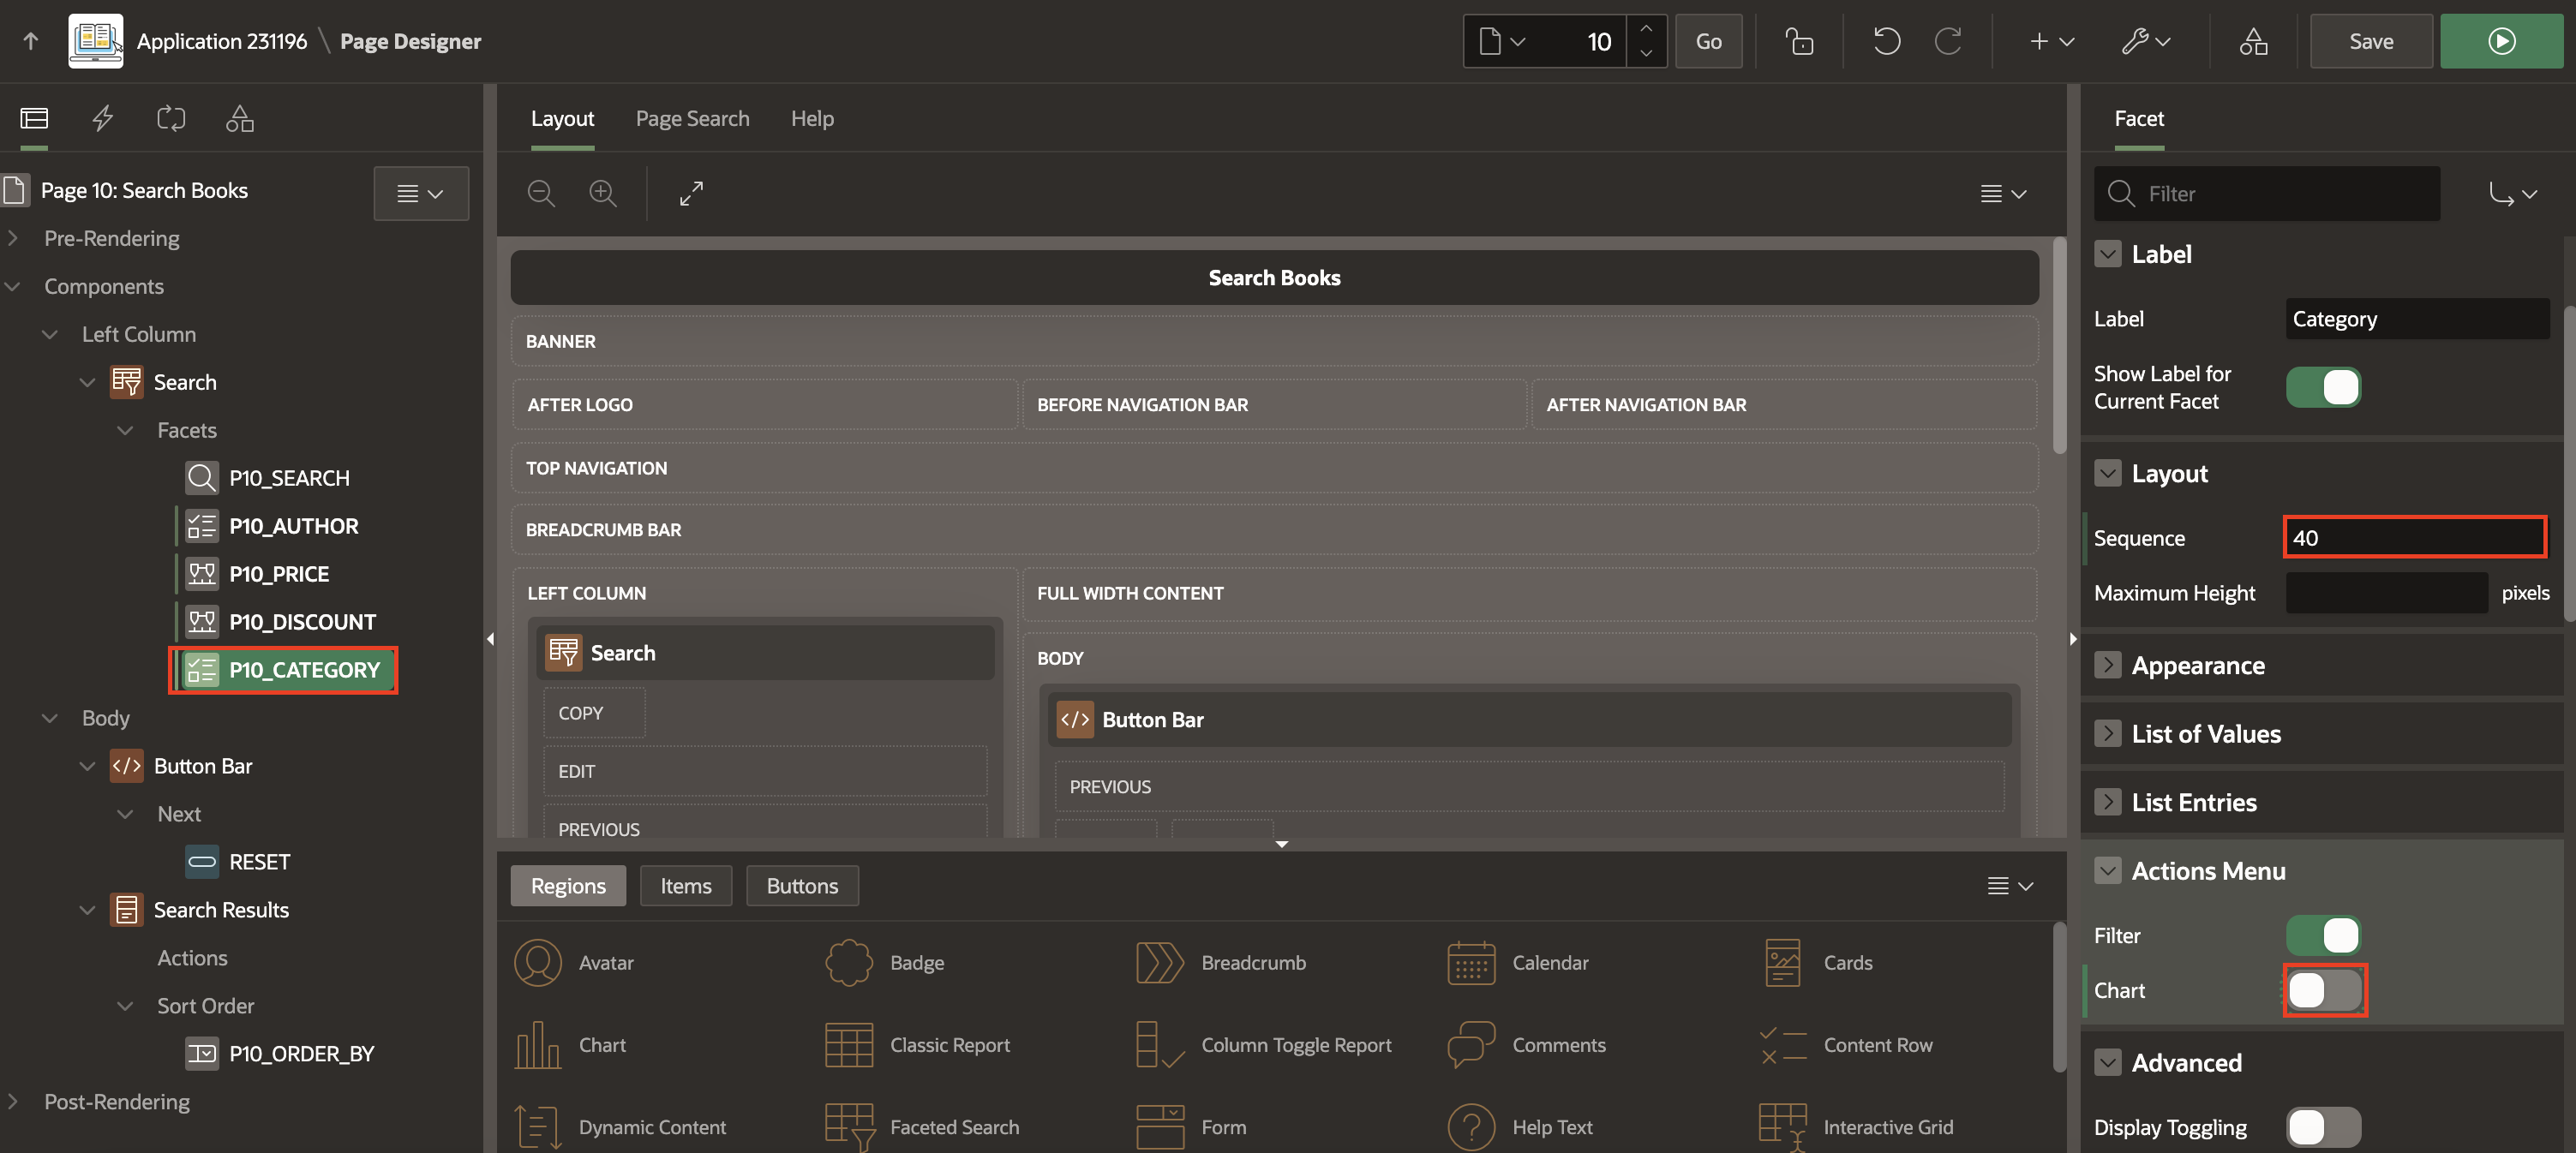 Application 231196 \ Page Designer
10
Go
Save
Layout
Page Search
Help
Facet
Page 10: Search Books
Pre-Rendering
Components
Left Column
Search
Facets
P10_SEARCH
P10_AUTHOR
P10_PRICE
P10_DISCOUNT
P10_CATEGORY
Body
Button Bar
Next
RESET
Search Results
Actions
Sort Order
P10_ORDER_BY
Post-Rendering
Search Books
BANNER
AFTER LOGO
BEFORE NAVIGATION BAR
AFTER NAVIGATION BAR
TOP NAVIGATION
BREADCRUMB BAR
LEFT COLUMN
FULL WIDTH CONTENT
Search
COPY
EDIT
PREVIOUS
BODY
Button Bar
PREVIOUS
Regions
Items
Buttons
Avatar
Badge
Breadcrumb
Calendar
Cards
Chart
Classic Report
Column Toggle Report
Comments
Content Row
Dynamic Content
Faceted Search
Form
Help Text
Interactive Grid
Filter
Label
Label
Category
Show Label for
Current Facet
Layout
Sequence
40
Maximum Height
pixels
Appearance
List of Values
List Entries
Actions Menu
Filter
Chart
Advanced
Display Toggling